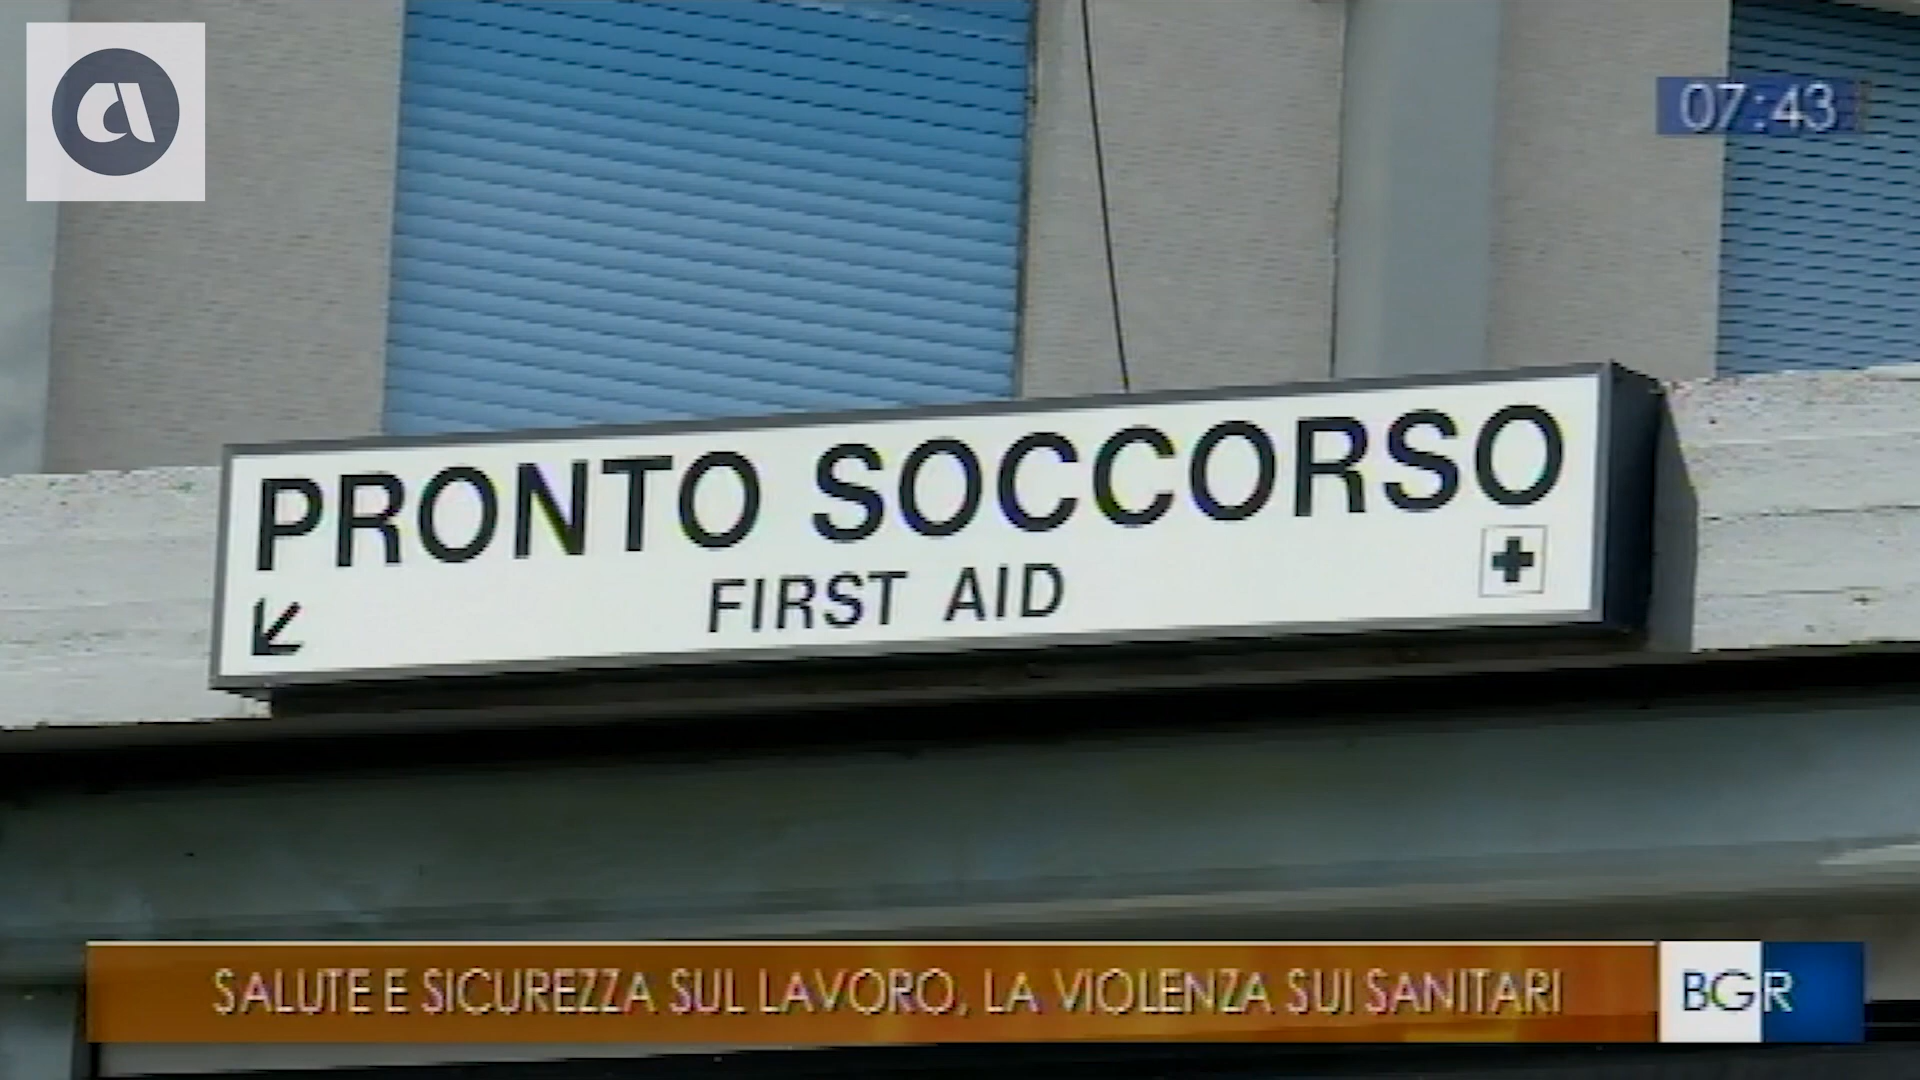 a
07:43
PRONTO SOCCORSO
FIRST AID
SALUTE E SICUREZZA SUL LAVORO, LA VIOLENZA SUI SANITARI
BGR